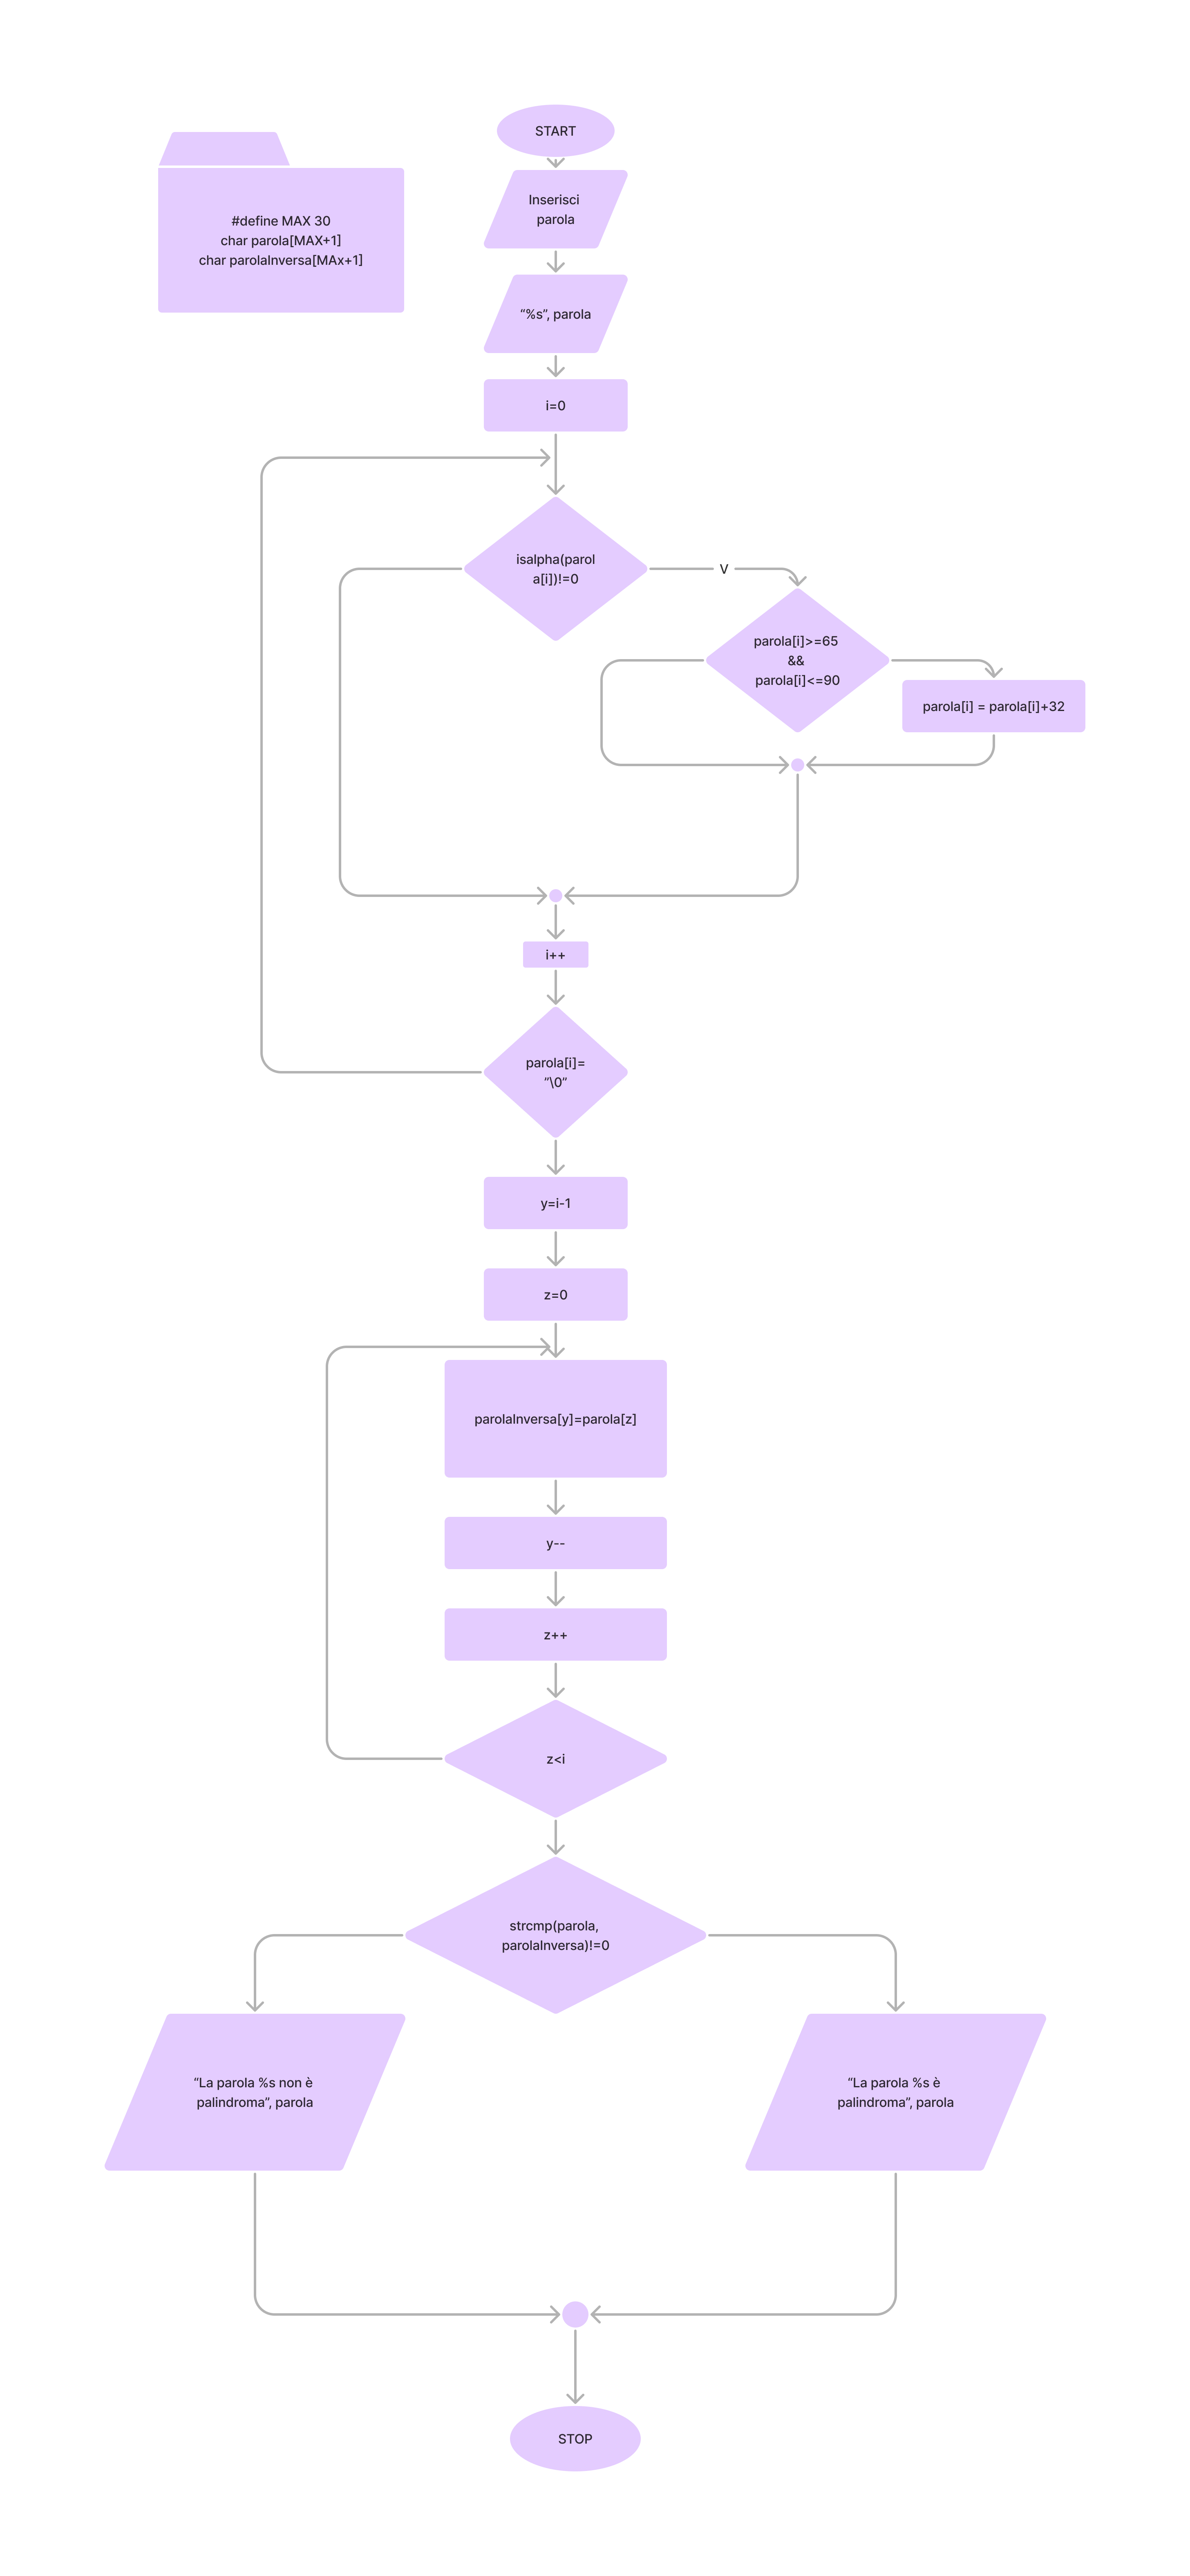 START
#define MAX 30
char parola[MAX+1]
char parolaInversa[MAx+1]
Inserisci
parola
“%s”, parola
i=0
isalpha(parol
a[i])!=0
V
parola[i]>=65
&&
parola[i]<=90
parola[i] = parola[i]+32
i++
parola[i]=
“\0”
y=i-1
z=0
parolaInversa[y]=parola[z]
y--
z++
z<i
strcmp(parola,
parolaInversa)!=0
“La parola %s non è
palindroma”, parola
“La parola %s è
palindroma”, parola
STOP